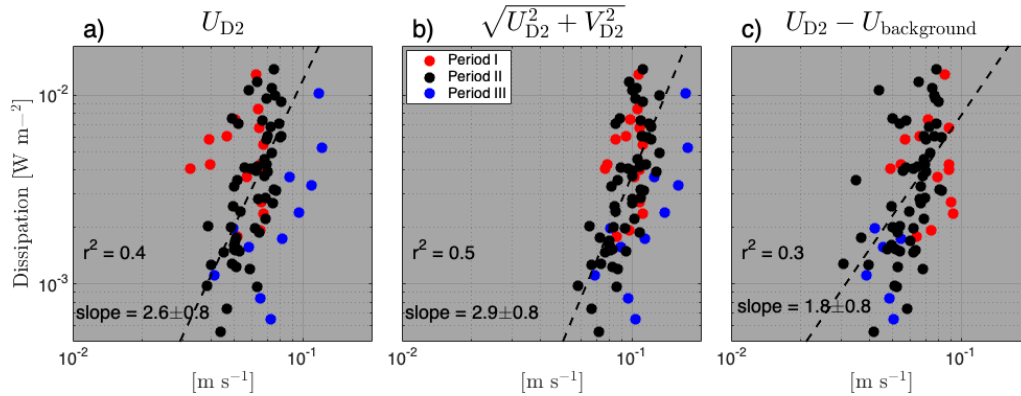 U_D2
√(U²_D2 + V²_D2)
U_D2 − U_background
a)
b)
c)
Period I
Period II
Period III
Dissipation [W m−2]
10^-2
10^-3
r2 = 0.4
r2 = 0.5
r2 = 0.3
slope = 2.6±0.8
slope = 2.9±0.8
slope = 1.8±0.8
10^-2
10^-1
10^-2
10^-1
10^-2
10^-1
[m s−1]
[m s−1]
[m s−1]